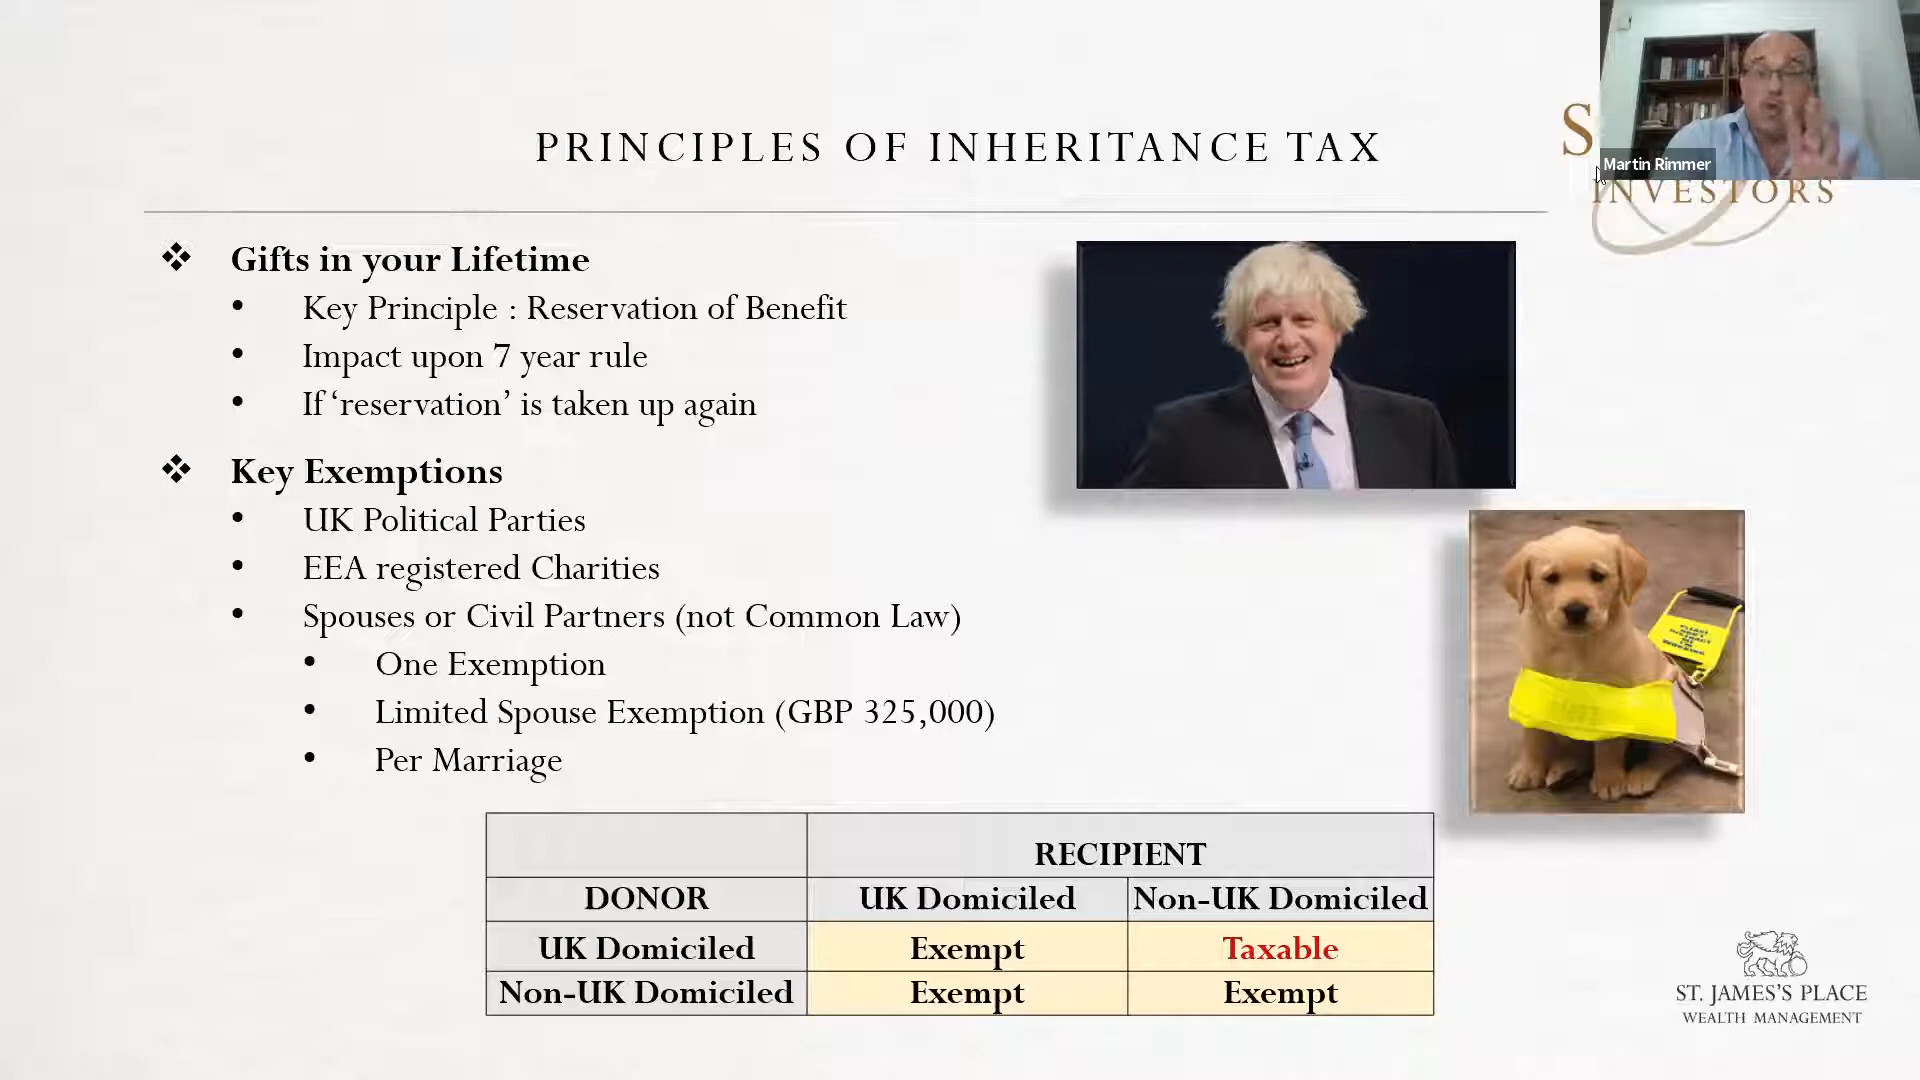 PRINCIPLES OF INHERITANCE TAX
S
Martin Rimmer
INVESTORS
❖ Gifts in your Lifetime
• Key Principle : Reservation of Benefit
• Impact upon 7 year rule
• If ‘reservation’ is taken up again
❖ Key Exemptions
• UK Political Parties
• EEA registered Charities
• Spouses or Civil Partners (not Common Law)
• One Exemption
• Limited Spouse Exemption (GBP 325,000)
• Per Marriage
RECIPIENT
DONOR UK Domiciled Non-UK Domiciled
UK Domiciled Exempt Taxable
Non-UK Domiciled Exempt Exempt
ST. JAMES'S PLACE
WEALTH MANAGEMENT